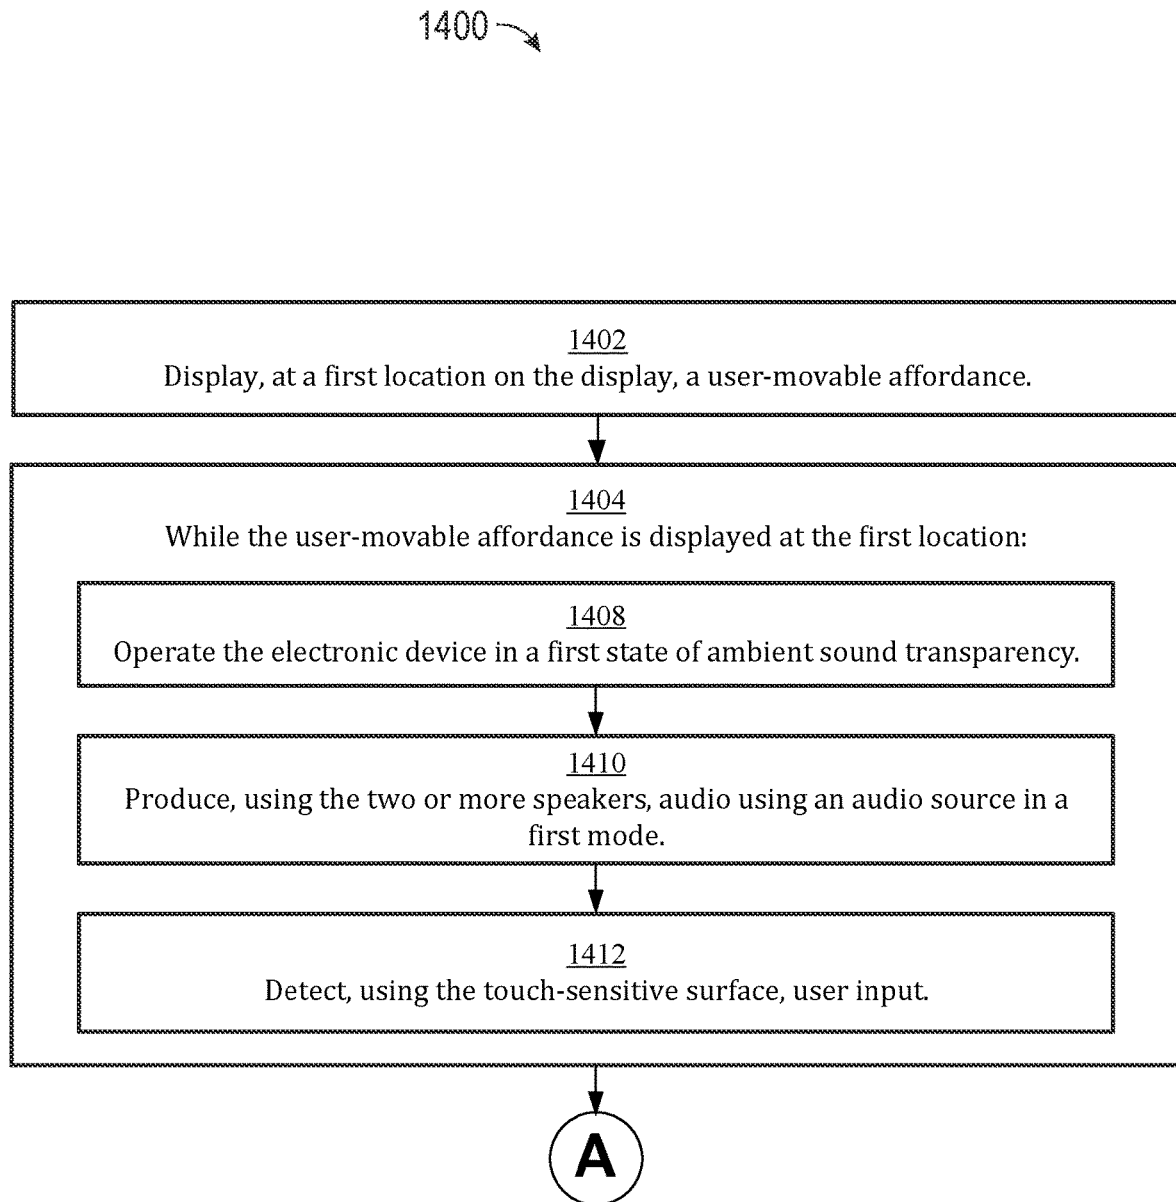 1400
1402
Display, at a first location on the display, a user-movable affordance.
1404
While the user-movable affordance is displayed at the first location:
1408
Operate the electronic device in a first state of ambient sound transparency.
1410
Produce, using the two or more speakers, audio using an audio source in a
first mode.
1412
Detect, using the touch-sensitive surface, user input.
A